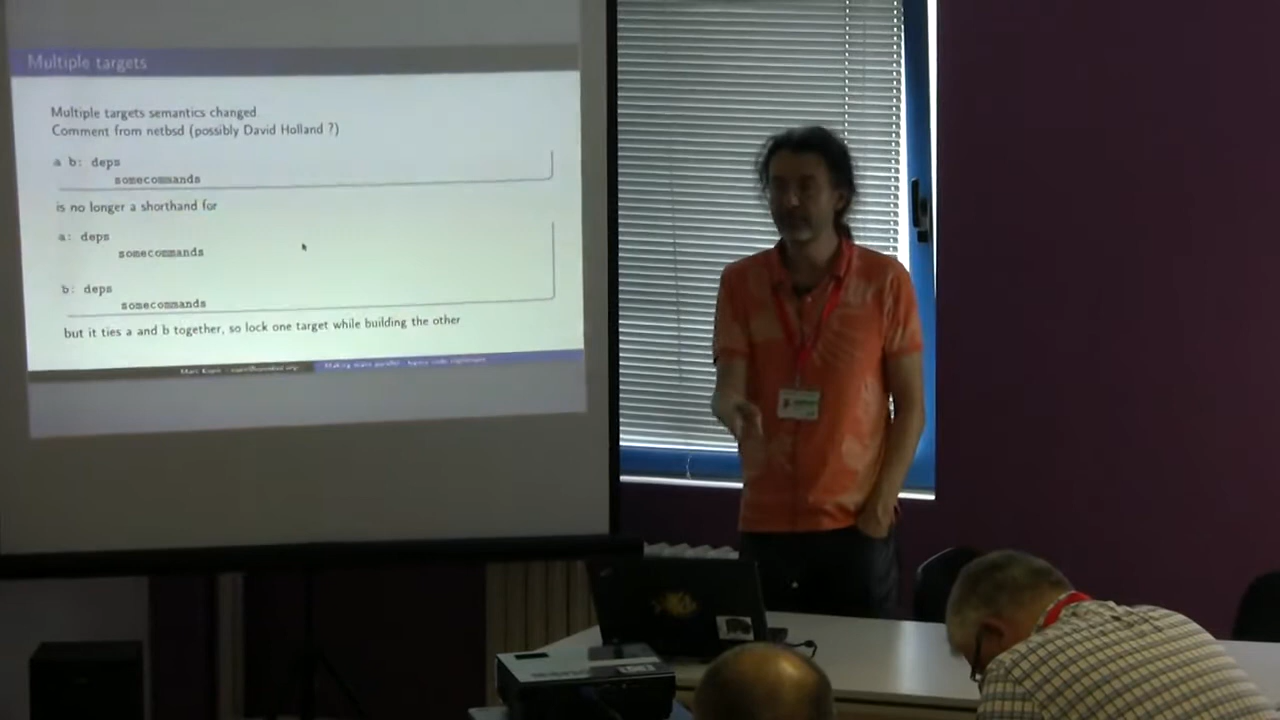 Multiple targets
Multiple targets semantics changed
Comment from netbsd (possibly David Holland ?)
a b: deps
somecommands
is no longer a shorthand for
a: deps
somecommands
b: deps
somecommands
but it ties a and b together, so lock one target while building the other